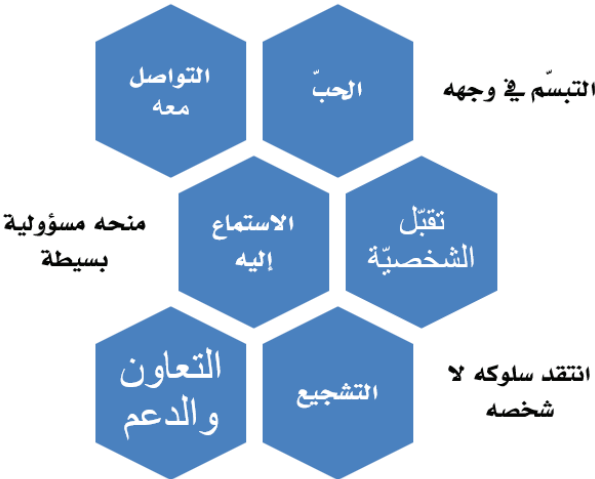 التبسّم في وجهه
الحبّ
التواصل
معه
تقبّل
الشخصيّة
الاستماع
إليه
منحه مسؤولية
بسيطة
انتقد سلوكه لا
شخصه
التشجيع
التعاون
والدعم